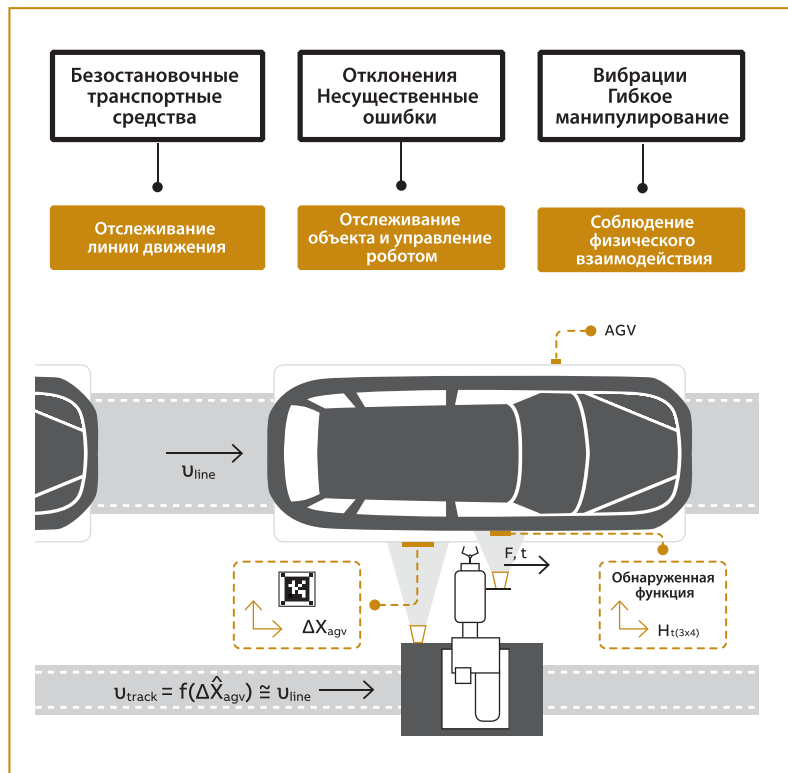 Безостановочные
транспортные
средства
Отклонения
Несущественные
ошибки
Вибрации
Гибкое
манипулирование
Отслеживание
линии движения
Отслеживание
объекта и управление
роботом
Соблюдение
физического
взаимодействия
AGV
υline
F, t
ΔXagv
Обнаруженная
функция
Ht(3x4)
υtrack = f(ΔX̂agv) ≅ υline